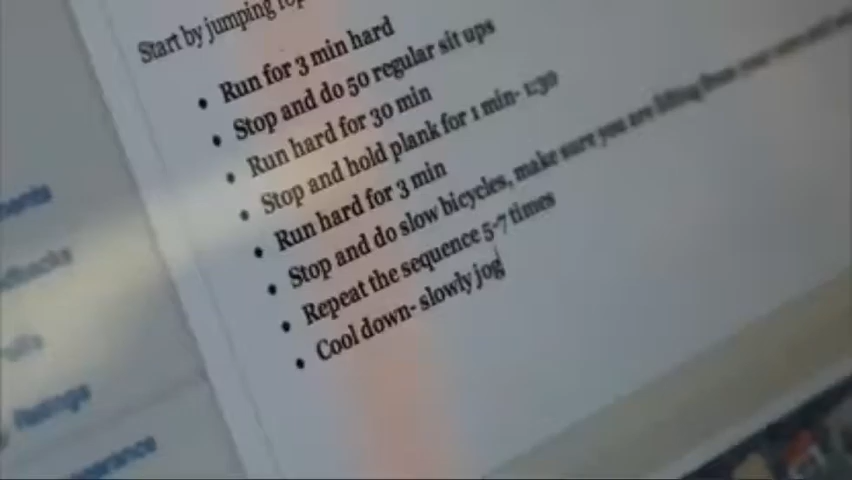 Start by jumping
Run for 3 min hard
Stop and do 50 regular sit ups
Run hard for 30 min
Stop and hold plank for 1 min- 1:30
Run hard for 3 min
Stop and do slow bicycles, make sure you are lifting
Repeat the sequence 5-7 times
Cool down- slowly jog
Ratings